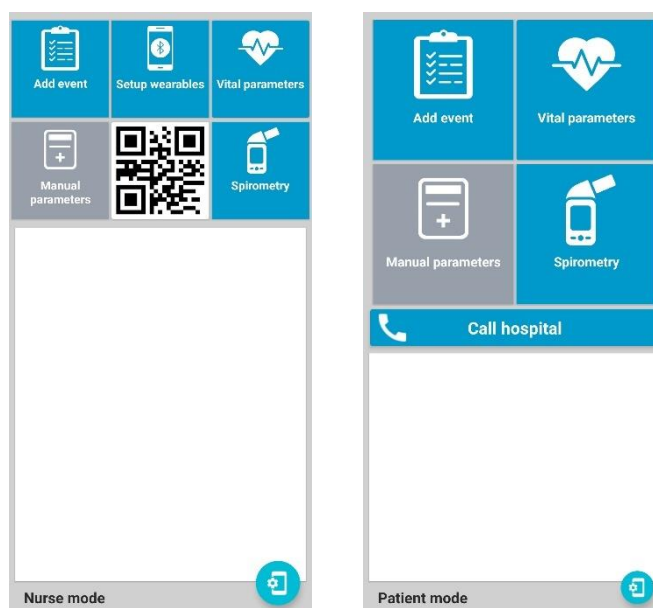 Add event
Setup wearables
Vital parameters
Manual
parameters
Spirometry
Nurse mode
Add event
Vital parameters
Manual parameters
Spirometry
Call hospital
Patient mode